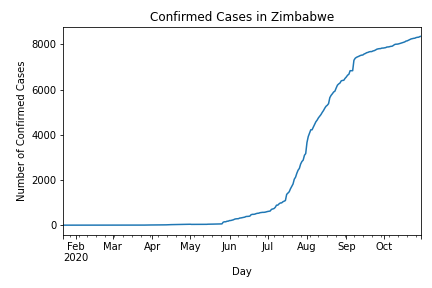 Confirmed Cases in Zimbabwe
Number of Confirmed Cases
8000
6000
4000
2000
0
Feb Mar Apr May Jun Jul Aug Sep Oct
2020
Day